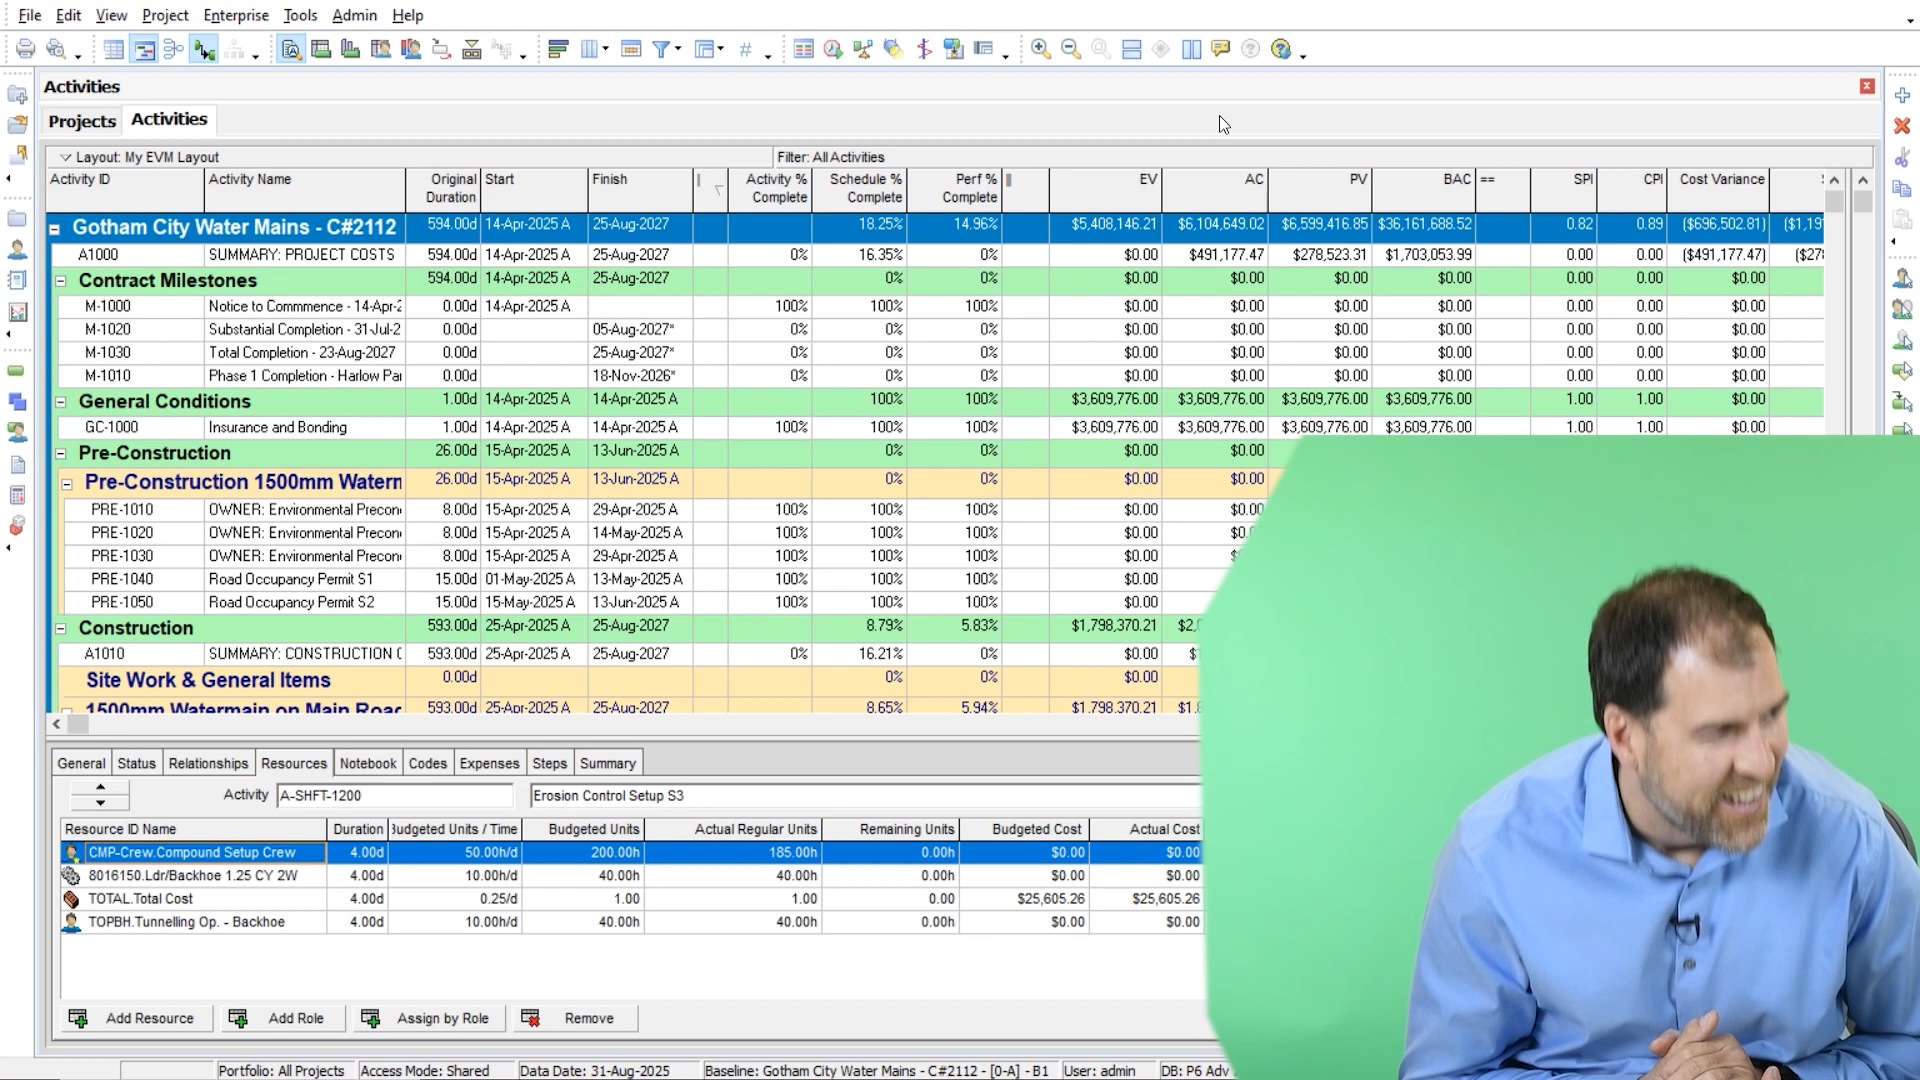 File Edit View Project Enterprise Tools Admin Help
Activities
Projects Activities
Layout: My EVM Layout Filter: All Activities
Activity ID Activity Name Original Duration Start Finish Activity % Complete Schedule % Complete Perf % Complete EV AC PV BAC == SPI CPI Cost Variance
Gotham City Water Mains - C#2112 594.00d 14-Apr-2025 A 25-Aug-2027 18.25% 14.96% $5,408,146.21 $6,104,649.02 $6,599,416.85 $36,161,688.52 0.82 0.89 ($696,502.81) ($1,19
A1000 SUMMARY: PROJECT COSTS 594.00d 14-Apr-2025 A 25-Aug-2027 0% 16.35% 0% $0.00 $491,177.47 $278,523.31 $1,703,053.99 0.00 0.00 ($491,177.47) ($27
Contract Milestones 594.00d 14-Apr-2025 A 25-Aug-2027 0% 0% $0.00 $0.00 $0.00 $0.00 0.00 0.00 $0.00
M-1000 Notice to Commmence - 14-Apr-2 0.00d 14-Apr-2025 A 100% 100% 100% $0.00 $0.00 $0.00 $0.00 0.00 0.00 $0.00
M-1020 Substantial Completion - 31-Jul-2 0.00d 05-Aug-2027* 0% 0% 0% $0.00 $0.00 $0.00 $0.00 0.00 0.00 $0.00
M-1030 Total Completion - 23-Aug-2027 0.00d 25-Aug-2027* 0% 0% 0% $0.00 $0.00 $0.00 $0.00 0.00 0.00 $0.00
M-1010 Phase 1 Completion - Harlow Par 0.00d 18-Nov-2026* 0% 0% 0% $0.00 $0.00 $0.00 $0.00 0.00 0.00 $0.00
General Conditions 1.00d 14-Apr-2025 A 14-Apr-2025 A 100% 100% $3,609,776.00 $3,609,776.00 $3,609,776.00 $3,609,776.00 1.00 1.00 $0.00
GC-1000 Insurance and Bonding 1.00d 14-Apr-2025 A 14-Apr-2025 A 100% 100% 100% $3,609,776.00 $3,609,776.00 $3,609,776.00 $3,609,776.00 1.00 1.00 $0.00
Pre-Construction 26.00d 15-Apr-2025 A 13-Jun-2025 A 0% 0% $0.00 $0.00
Pre-Construction 1500mm Watern 26.00d 15-Apr-2025 A 13-Jun-2025 A 0% 0% $0.00 $0.00
PRE-1010 OWNER: Environmental Precon 8.00d 15-Apr-2025 A 29-Apr-2025 A 100% 100% 100% $0.00 $0.00
PRE-1020 OWNER: Environmental Precon 8.00d 15-Apr-2025 A 14-May-2025 A 100% 100% 100% $0.00 $0.
PRE-1030 OWNER: Environmental Precon 8.00d 15-Apr-2025 A 29-Apr-2025 A 100% 100% 100% $0.00
PRE-1040 Road Occupancy Permit S1 15.00d 01-May-2025 A 13-May-2025 A 100% 100% 100% $0.00
PRE-1050 Road Occupancy Permit S2 15.00d 15-May-2025 A 13-Jun-2025 A 100% 100% 100% $0.00
Construction 593.00d 25-Apr-2025 A 25-Aug-2027 8.79% 5.83% $1,798,370.21 $2,
A1010 SUMMARY: CONSTRUCTION C 593.00d 25-Apr-2025 A 25-Aug-2027 0% 16.21% 0% $0.00 $
Site Work & General Items 0.00d 0% 0% $0.00
1500mm Watermain on Main Road 593.00d 25-Apr-2025 A 25-Aug-2027 8.65% 5.94% $1,798,370.21 $1,
General Status Relationships Resources Notebook Codes Expenses Steps Summary
Activity A-SHFT-1200 Erosion Control Setup S3
Resource ID Name Duration Budgeted Units / Time Budgeted Units Actual Regular Units Remaining Units Budgeted Cost Actual Cost
CMP-Crew.Compound Setup Crew 4.00d 50.00h/d 200.00h 185.00h 0.00h $0.00 $0.00
8016150.Ldr/Backhoe 1.25 CY 2W 4.00d 10.00h/d 40.00h 40.00h 0.00h $0.00 $0.00
TOTAL.Total Cost 4.00d 0.25/d 1.00 1.00 0.00 $25,605.26 $25,605.26
TOPBH.Tunnelling Op. - Backhoe 4.00d 10.00h/d 40.00h 40.00h 0.00h $0.00 $0.00
Add Resource Add Role Assign by Role Remove
Portfolio: All Projects Access Mode: Shared Data Date: 31-Aug-2025 Baseline: Gotham City Water Mains - C#2112 - [0-A] - B1 User: admin DB: P6 Adv